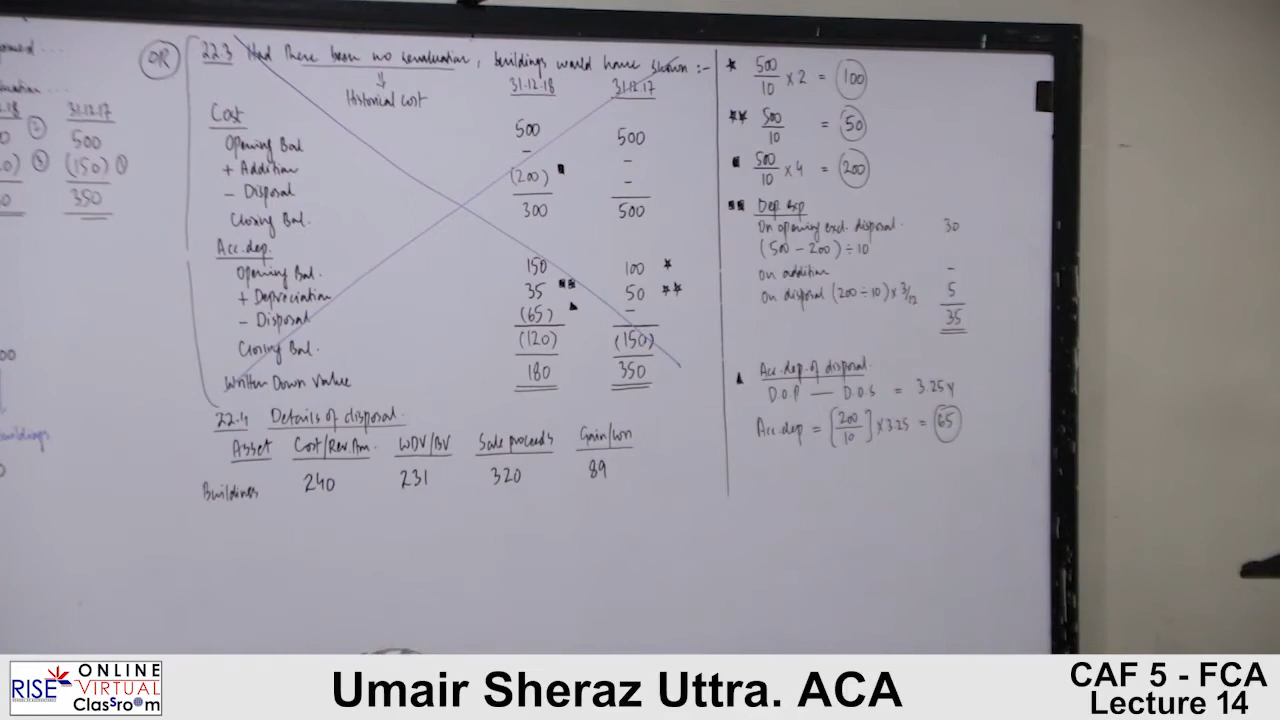 31.12.17
500
(150)
350
OR
22.3 Had there been no revaluation, buildings would have shown :-
Historical cost
31.12.18 31.12.17
Cost
Opening Bal 500 500
+ Addition - -
- Disposal (200) -
Closing Bal. 300 500
Acc. dep.
Opening Bal. 150 100 *
+ Depreciation 35 50 **
- Disposal (65) -
Closing Bal. (120) (150)
Written Down Value 180 350
22.4 Details of disposal.
Asset Cost/Rev. Am. WDV/BV Sale proceeds Gain/
Buildings 240 231 320 89
* 500/10 x 2 = 100
** 500/10 = 50
■ 500/10 x 4 = 200
■■ Dep exp
On opening excl. disposal. 30
(500 - 200) ÷ 10
on addition -
on disposal (200 ÷ 10) x 3/12 5
35
▲ Acc. dep. of disposal.
D.O.P — D.O.S = 3.25 y
Acc. dep = [200/10] x 3.25 = 65
RISE ONLINE VIRTUAL Classroom
Umair Sheraz Uttra. ACA
CAF 5 - FCA
Lecture 14